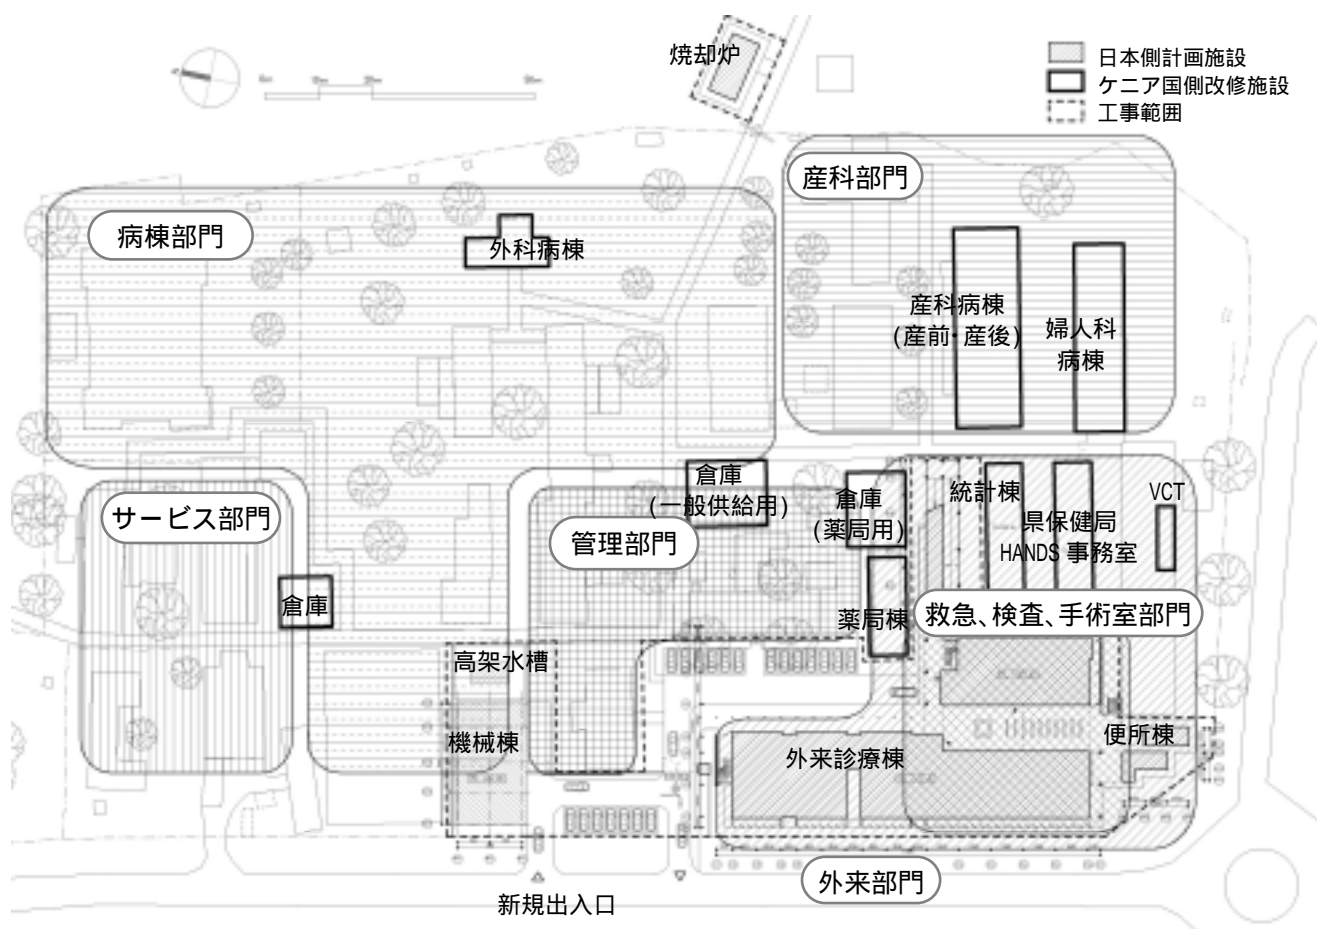 焼却炉
日本側計画施設
ケニア国側改修施設
工事範囲
産科部門
病棟部門
外科病棟
産科病棟
(産前・産後)
婦人科
病棟
倉庫
(一般供給用)
倉庫
(薬局用)
統計棟
VCT
県保健局
HANDS 事務室
サービス部門
管理部門
倉庫
薬局棟
救急、検査、手術室部門
高架水槽
機械棟
外来診療棟
便所棟
外来部門
新規出入口